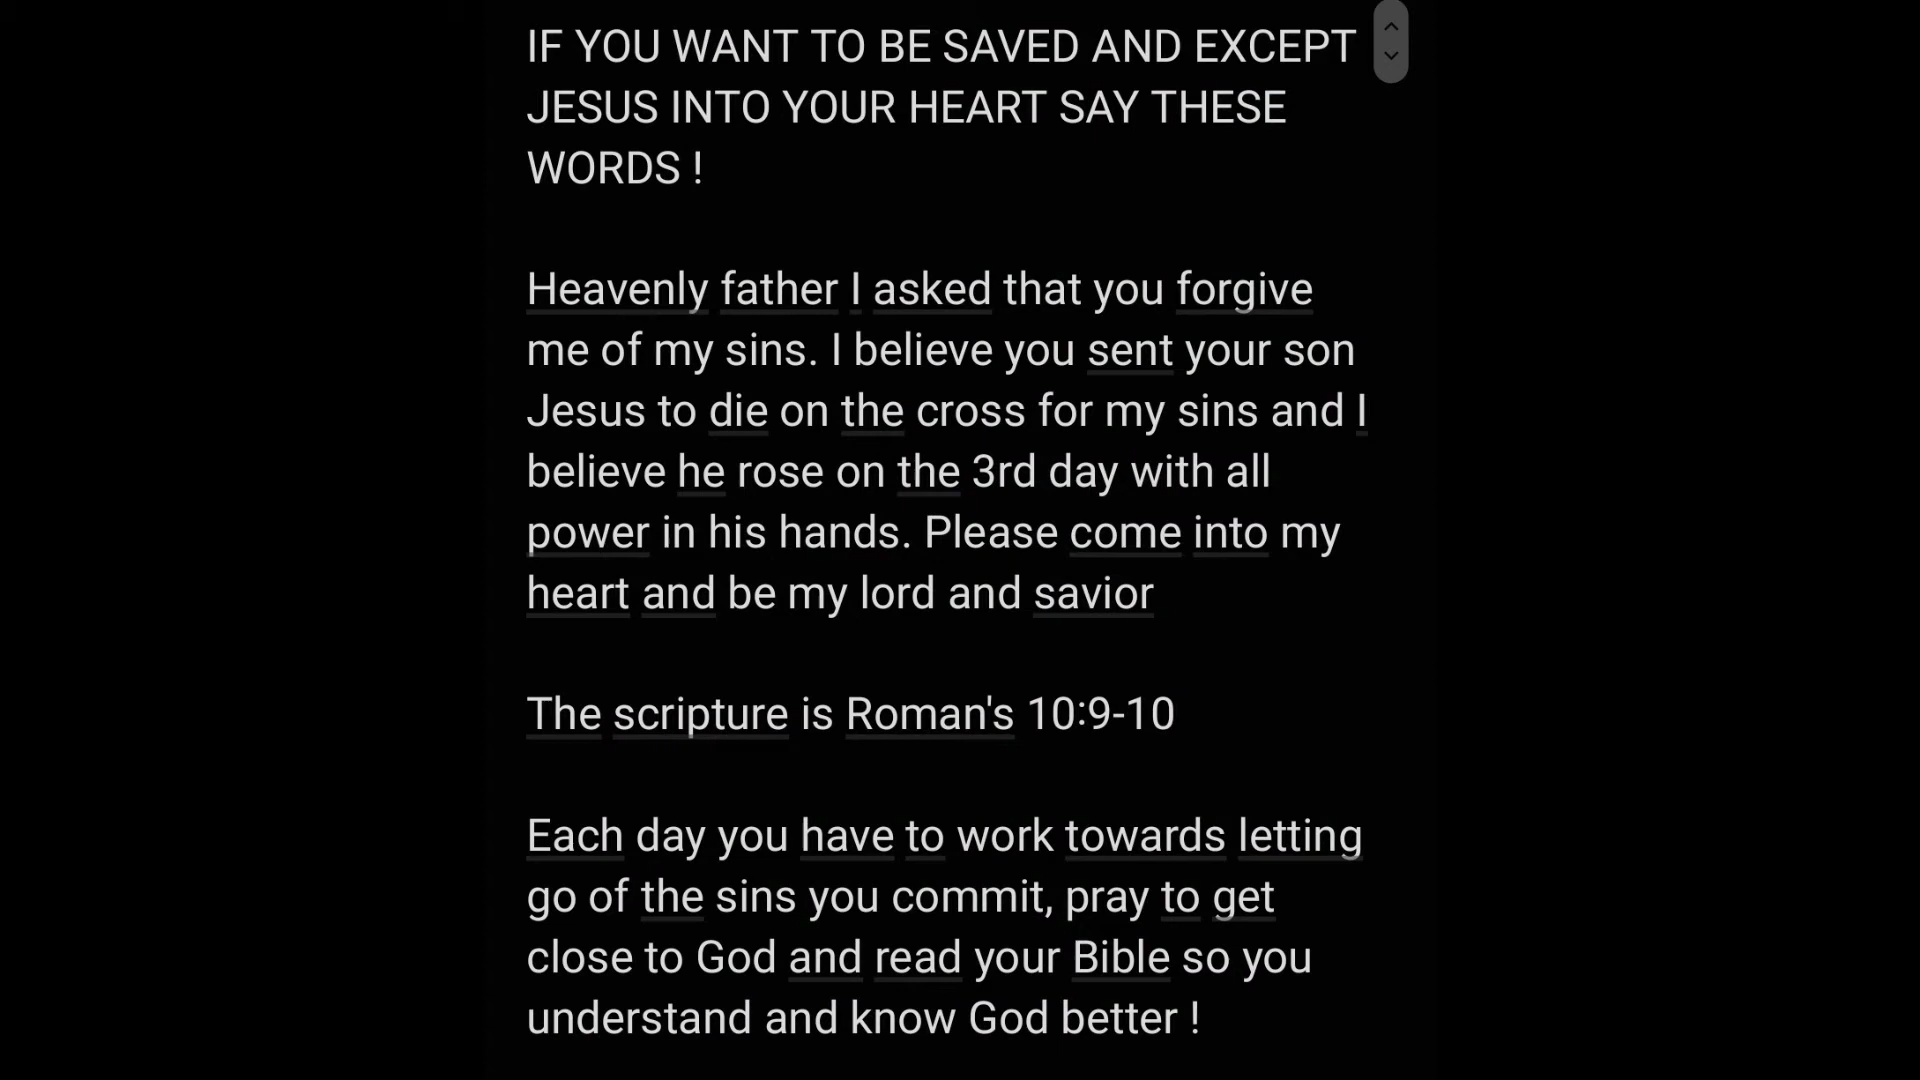 IF YOU WANT TO BE SAVED AND EXCEPT
JESUS INTO YOUR HEART SAY THESE
WORDS !
Heavenly father I asked that you forgive
me of my sins. I believe you sent your son
Jesus to die on the cross for my sins and I
believe he rose on the 3rd day with all
power in his hands. Please come into my
heart and be my lord and savior
The scripture is Roman's 10:9-10
Each day you have to work towards letting
go of the sins you commit, pray to get
close to God and read your Bible so you
understand and know God better !